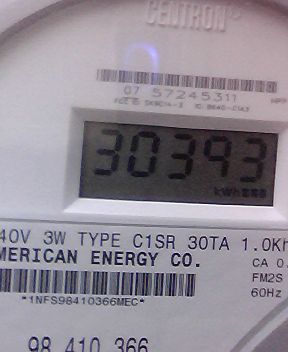 CENTRON
07 57245311
30393
kWh
40V 3W TYPE C1SR 30TA 1.0Kh
MERICAN ENERGY CO.
CA 0.
FM2S
*1NFS98410366MEC*
60Hz
98 410 366